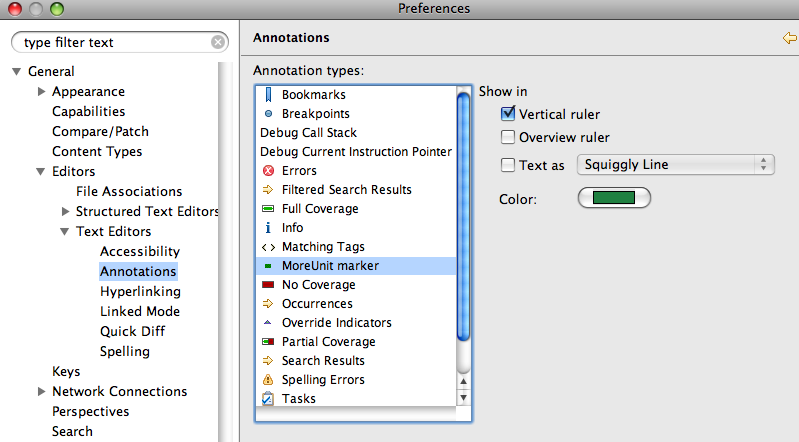 Preferences
type filter text
General
Appearance
Capabilities
Compare/Patch
Content Types
Editors
File Associations
Structured Text Editors
Text Editors
Accessibility
Annotations
Hyperlinking
Linked Mode
Quick Diff
Spelling
Keys
Network Connections
Perspectives
Search
Annotations
Annotation types:
Bookmarks
Breakpoints
Debug Call Stack
Debug Current Instruction Pointer
Errors
Filtered Search Results
Full Coverage
Info
Matching Tags
MoreUnit marker
No Coverage
Occurrences
Override Indicators
Partial Coverage
Search Results
Spelling Errors
Tasks
Show in
Vertical ruler
Overview ruler
Text as Squiggly Line
Color: